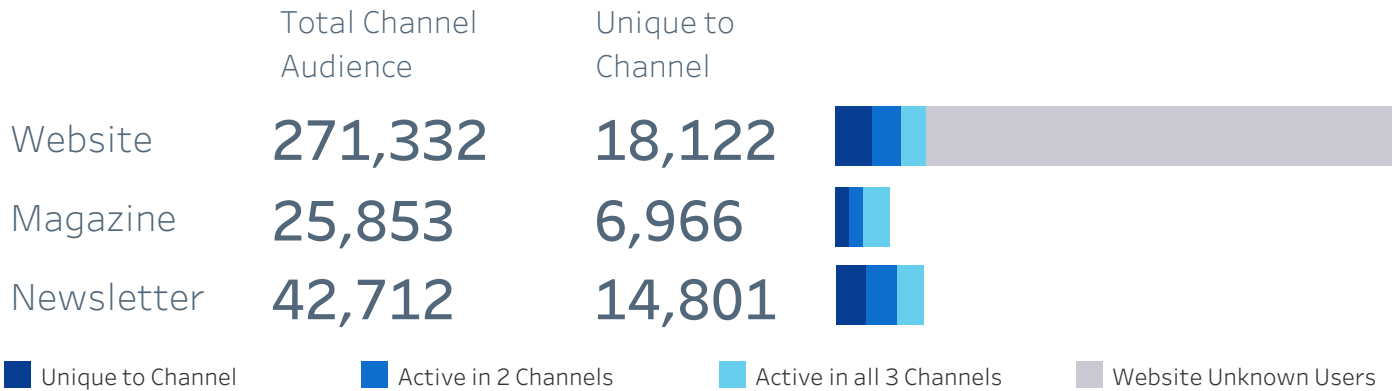 Total Channel Unique to
Audience Channel
Website 271,332 18,122
Magazine 25,853 6,966
Newsletter 42,712 14,801
Unique to Channel Active in 2 Channels Active in all 3 Channels Website Unknown Users